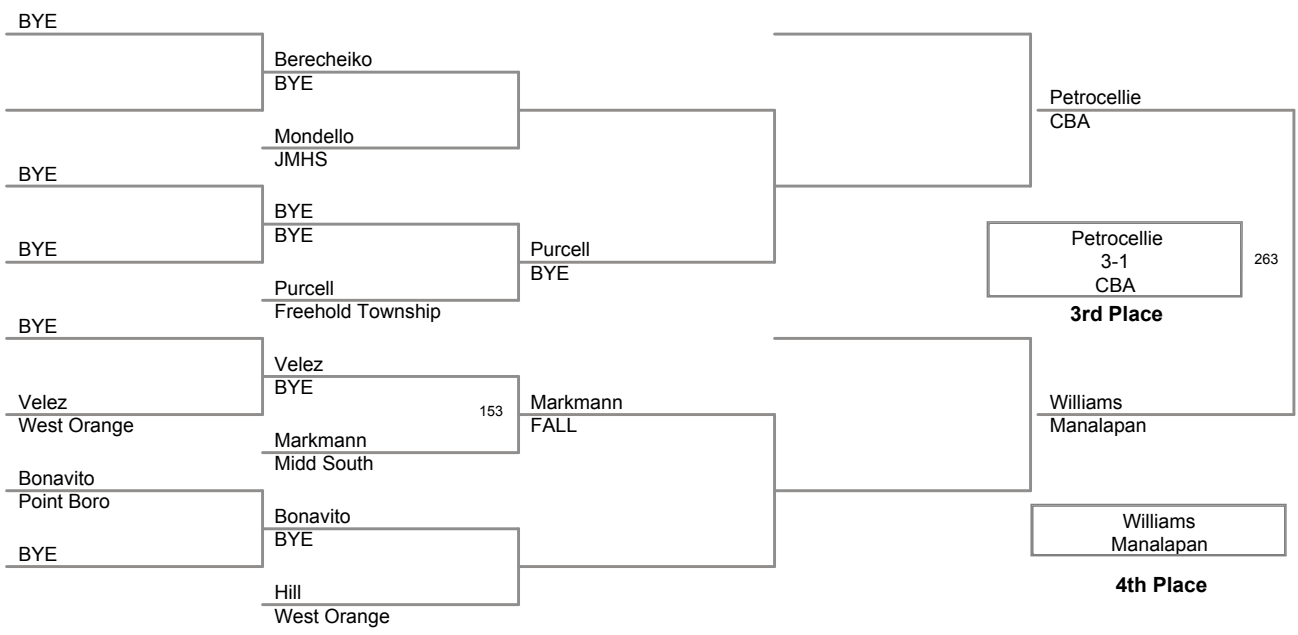 BYE
Berecheiko
BYE
Mondello
JMHS
BYE
BYE
BYE
BYE
Purcell
Freehold Township
Purcell
BYE
BYE
Velez
West Orange
Velez
BYE
153
Markmann
Midd South
Markmann
FALL
Bonavito
Point Boro
BYE
Bonavito
BYE
Hill
West Orange
Petrocellie
CBA
Petrocellie
3-1
CBA
263
3rd Place
Williams
Manalapan
Williams
Manalapan
4th Place